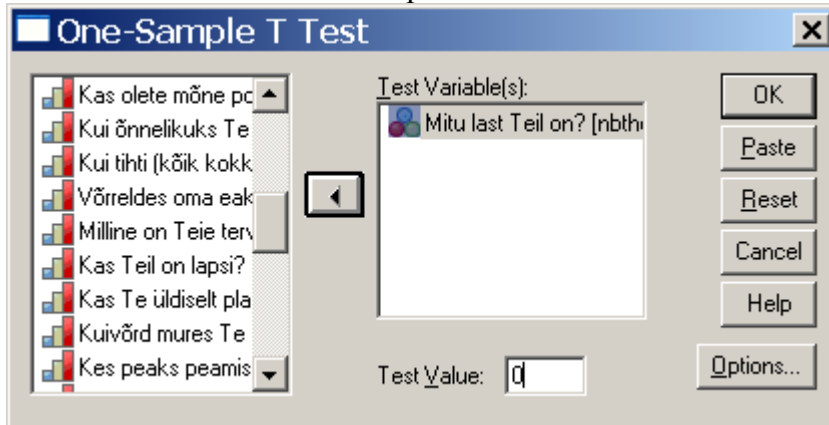 One-Sample T Test
Kas olete mõne pc
Kui õnnelikuks Te
Kui tihti (kõik kokk
Võrreldes oma eak
Milline on Teie terv
Kas Teil on lapsi?
Kas Te üldiselt pla
Kuivõrd mures Te
Kes peaks peamis
Test Variable(s):
Mitu last Teil on? [nbth
Test Value: 0
OK
Paste
Reset
Cancel
Help
Options...